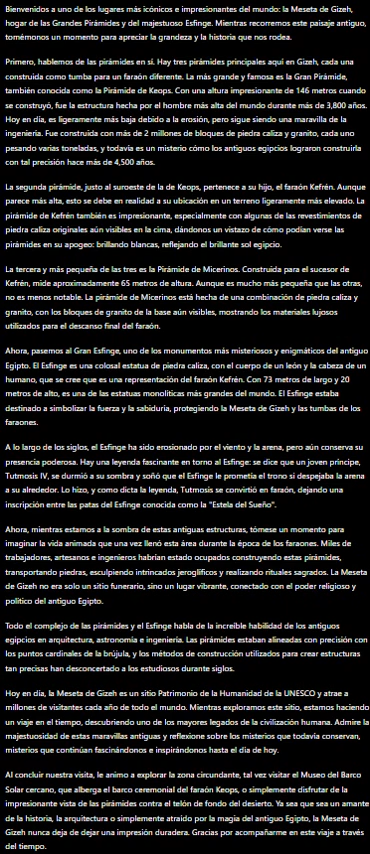 Bienvenidos a uno de los lugares más icónicos e impresionantes del mundo: la Meseta de Gizeh,
hogar de las Grandes Pirámides y del majestuoso Esfinge. Mientras recorremos este paisaje antiguo,
tomémonos un momento para apreciar la grandeza y la historia que nos rodea.
Primero, hablemos de las pirámides en sí. Hay tres pirámides principales aquí en Gizeh, cada una
construida como tumba para un faraón diferente. La más grande y famosa es la Gran Pirámide,
también conocida como la Pirámide de Keops. Con una altura impresionante de 146 metros cuando
se construyó, fue la estructura hecha por el hombre más alta del mundo durante más de 3,800 años.
Hoy en día, es ligeramente más baja debido a la erosión, pero sigue siendo una maravilla de la
ingeniería. Fue construida con más de 2 millones de bloques de piedra caliza y granito, cada uno
pesando varias toneladas, y todavía es un misterio cómo los antiguos egipcios lograron construirla
con tal precisión hace más de 4,500 años.
La segunda pirámide, justo al suroeste de la de Keops, pertenece a su hijo, el faraón Kefrén. Aunque
parece más alta, esto se debe en realidad a su ubicación en un terreno ligeramente más elevado. La
pirámide de Kefrén también es impresionante, especialmente con algunas de las revestimientos de
piedra caliza originales aún visibles en la cima, dándonos un vistazo de cómo podían verse las
pirámides en su apogeo: brillando blancas, reflejando el brillante sol egipcio.
La tercera y más pequeña de las tres es la Pirámide de Micerinos. Construida para el sucesor de
Kefrén, mide aproximadamente 65 metros de altura. Aunque es mucho más pequeña que las otras,
no es menos notable. La pirámide de Micerinos está hecha de una combinación de piedra caliza y
granito, con los bloques de granito de la base aún visibles, mostrando los materiales lujosos
utilizados para el descanso final del faraón.
Ahora, pasemos al Gran Esfinge, uno de los monumentos más misteriosos y enigmáticos del antiguo
Egipto. El Esfinge es una colosal estatua de piedra caliza, con el cuerpo de un león y la cabeza de un
humano, que se cree que es una representación del faraón Kefrén. Con 73 metros de largo y 20
metros de alto, es una de las estatuas monolíticas más grandes del mundo. El Esfinge estaba
destinado a simbolizar la fuerza y la sabiduría, protegiendo la Meseta de Gizeh y las tumbas de los
faraones.
A lo largo de los siglos, el Esfinge ha sido erosionado por el viento y la arena, pero aún conserva su
presencia poderosa. Hay una leyenda fascinante en torno al Esfinge: se dice que un joven príncipe,
Tutmosis IV, se durmió a su sombra y soñó que el Esfinge le prometía el trono si despejaba la arena
a su alrededor. Lo hizo, y como dicta la leyenda, Tutmosis se convirtió en faraón, dejando una
inscripción entre las patas del Esfinge conocida como la "Estela del Sueño".
Ahora, mientras estamos a la sombra de estas antiguas estructuras, tómese un momento para
imaginar la vida animada que una vez llenó esta área durante la época de los faraones. Miles de
trabajadores, artesanos e ingenieros habrían estado ocupados construyendo estas pirámides,
transportando piedras, esculpiendo intrincados jeroglíficos y realizando rituales sagrados. La Meseta
de Gizeh no era solo un sitio funerario, sino un lugar vibrante, conectado con el poder religioso y
político del antiguo Egipto.
Todo el complejo de las pirámides y el Esfinge habla de la increíble habilidad de los antiguos
egipcios en arquitectura, astronomía e ingeniería. Las pirámides estaban alineadas con precisión con
los puntos cardinales de la brújula, y los métodos de construcción utilizados para crear estructuras
tan precisas han desconcertado a los estudiosos durante siglos.
Hoy en día, la Meseta de Gizeh es un sitio Patrimonio de la Humanidad de la UNESCO y atrae a
millones de visitantes cada año de todo el mundo. Mientras exploramos este sitio, estamos haciendo
un viaje en el tiempo, descubriendo uno de los mayores legados de la civilización humana. Admire la
majestuosidad de estas maravillas antiguas y reflexione sobre los misterios que todavía conservan,
misterios que continúan fascinándonos e inspirándonos hasta el día de hoy.
Al concluir nuestra visita, le animo a explorar la zona circundante, tal vez visitar el Museo del Barco
Solar cercano, que alberga el barco ceremonial del faraón Keops, o simplemente disfrutar de la
impresionante vista de las pirámides contra el telón de fondo del desierto. Ya sea que sea un amante
de la historia, la arquitectura o simplemente atraído por la magia del antiguo Egipto, la Meseta de
Gizeh nunca deja de dejar una impresión duradera. Gracias por acompañarme en este viaje a través
del tiempo.